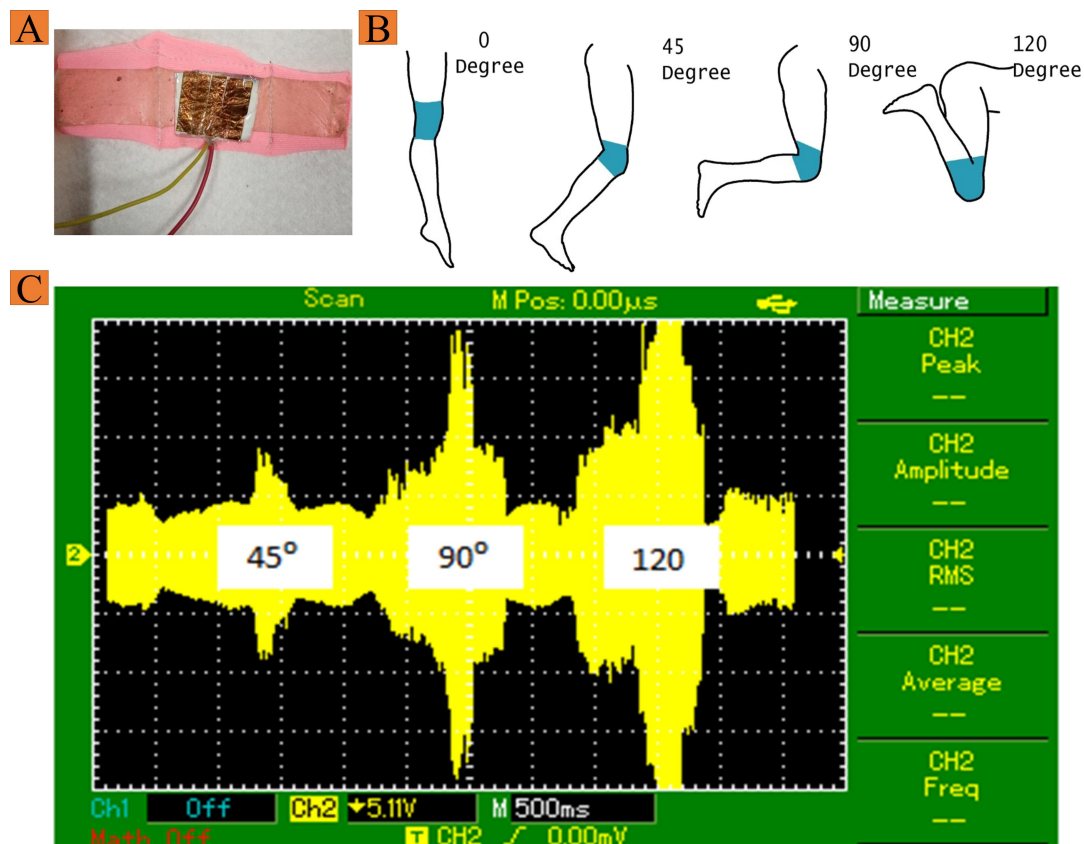 A
B
0
Degree
45
Degree
90
Degree
120
Degree
C
Scan
M Pos: 0.00µs
Measure
CH2
Peak
--
CH2
Amplitude
--
CH2
RMS
--
CH2
Average
--
CH2
Freq
--
2
45°
90°
120
Ch1 Off Ch2 5.11V M 500ms
Math Off T CH2 0.00mV